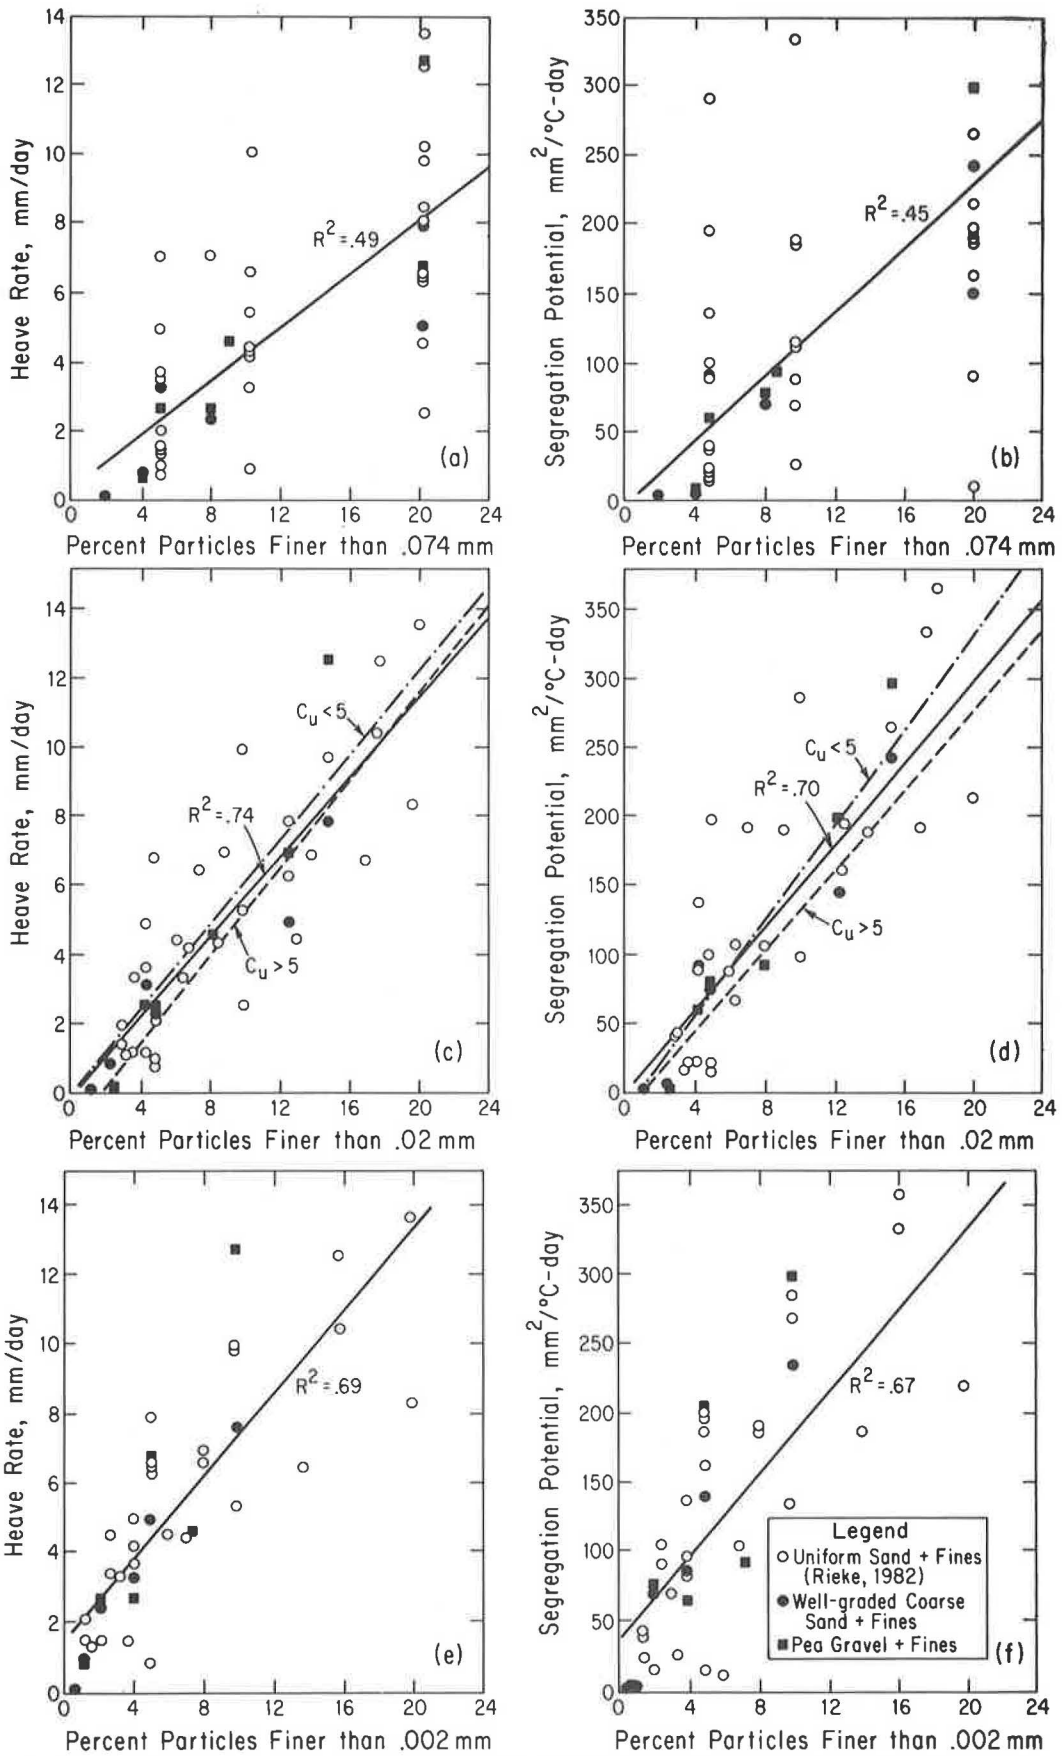 14
12
10
8
6
4
2
0
Heave Rate, mm/day
R²=.49
(a)
0 4 8 12 16 20 24
Percent Particles Finer than .074 mm
350
300
250
200
150
100
50
0
Segregation Potential, mm²/°C-day
R²=.45
(b)
0 4 8 12 16 20 24
Percent Particles Finer than .074 mm
14
12
10
8
6
4
2
0
Heave Rate, mm/day
Cu<5
R²=.74
Cu>5
(c)
0 4 8 12 16 20 24
Percent Particles Finer than .02 mm
350
300
250
200
150
100
50
0
Segregation Potential, mm²/°C-day
Cu<5
R²=.70
Cu>5
(d)
0 4 8 12 16 20 24
Percent Particles Finer than .02 mm
14
12
10
8
6
4
2
0
Heave Rate, mm/day
R²=.69
(e)
0 4 8 12 16 20 24
Percent Particles Finer than .002 mm
350
300
250
200
150
100
50
0
Segregation Potential, mm²/°C-day
R²=.67
Legend
Uniform Sand + Fines
(Rieke, 1982)
Well-graded Coarse
Sand + Fines
Pea Gravel + Fines
(f)
0 4 8 12 16 20 24
Percent Particles Finer than .002 mm